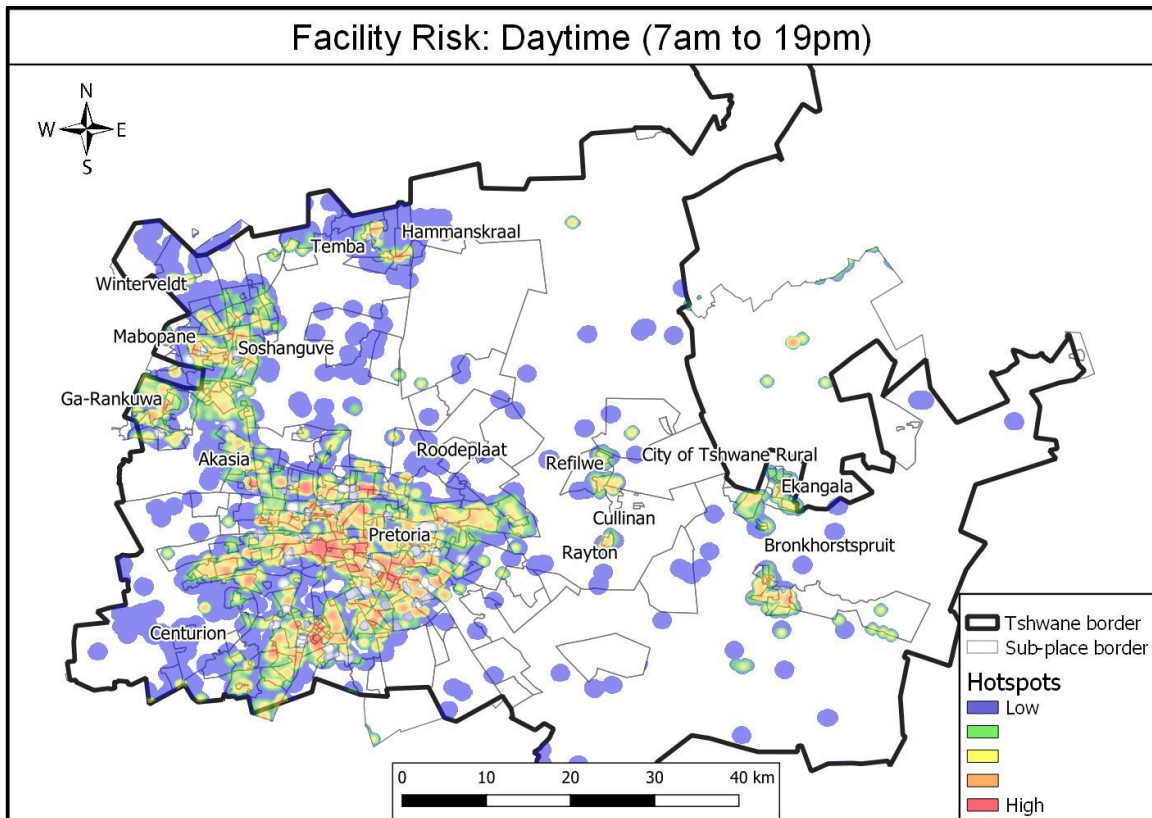 Facility Risk: Daytime (7am to 19pm)
N
W E
S
Temba
Hammanskraal
Winterveldt
Mabopane
Soshanguve
Ga-Rankuwa
Akasia
Roodeplaat
Refilwe
City of Tshwane Rural
Ekangala
Cullinan
Pretoria
Rayton
Bronkhorstspruit
Centurion
Tshwane border
Sub-place border
Hotspots
Low
High
0 10 20 30 40 km